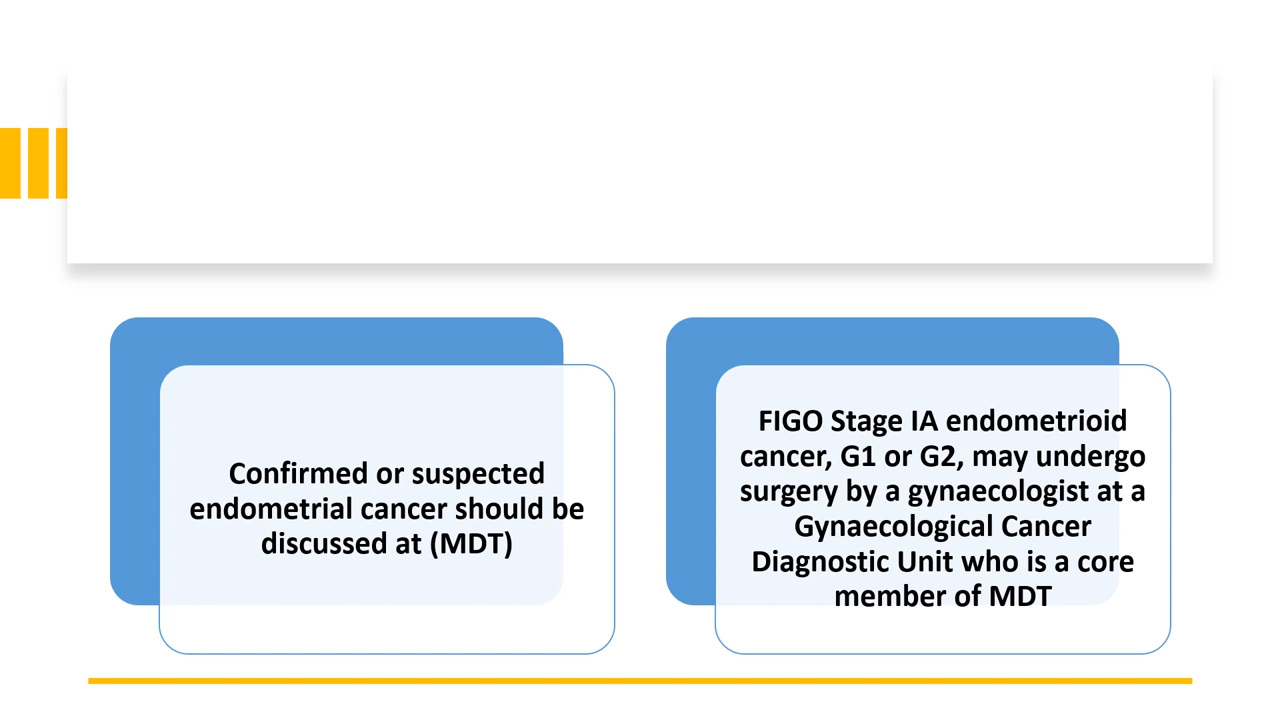 Confirmed or suspected
endometrial cancer should be
discussed at (MDT)
FIGO Stage IA endometrioid
cancer, G1 or G2, may undergo
surgery by a gynaecologist at a
Gynaecological Cancer
Diagnostic Unit who is a core
member of MDT